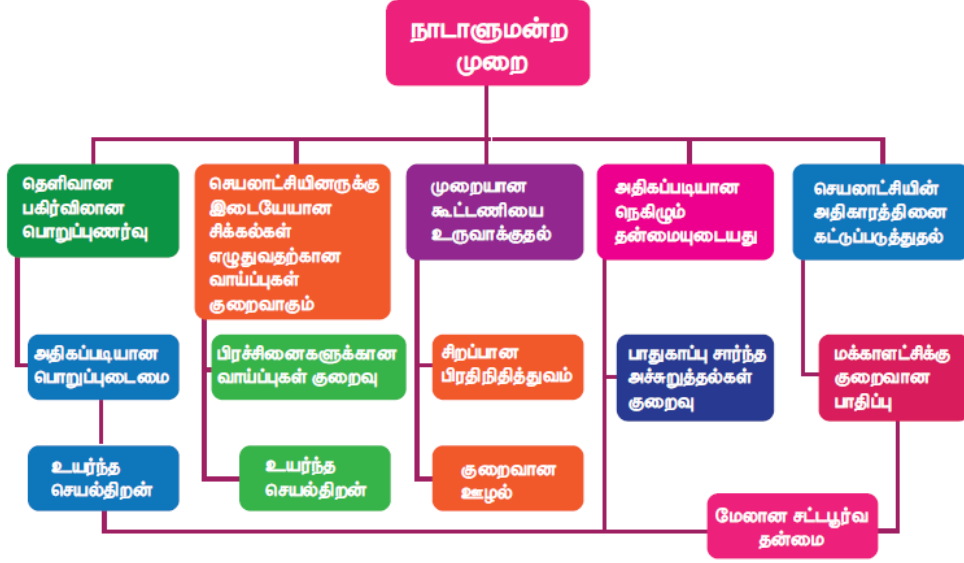 நாடாளுமன்ற
முறை
தெளிவான
பகிர்விலான
பொறுப்புணர்வு
செயலாட்சியினருக்கு
இடையேயான
சிக்கல்கள்
எழுதுவதற்கான
வாய்ப்புகள்
குறைவாகும்
முறையான
கூட்டணியை
உருவாக்குதல்
அதிகப்படியான
நெகிழும்
தன்மையுடையது
செயலாட்சியின்
அதிகாரத்தினை
கட்டுப்படுத்துதல்
அதிகப்படியான
பொறுப்புடைமை
பிரச்சினைகளுக்கான
வாய்ப்புகள் குறைவு
சிறப்பான
பிரதிநிதித்துவம்
பாதுகாப்பு சார்ந்த
அச்சுறுத்தல்கள்
குறைவு
மக்காளட்சிக்கு
குறைவான
பாதிப்பு
உயர்ந்த
செயல்திறன்
உயர்ந்த
செயல்திறன்
குறைவான
ஊழல்
மேலான சட்டபூர்வ
தன்மை